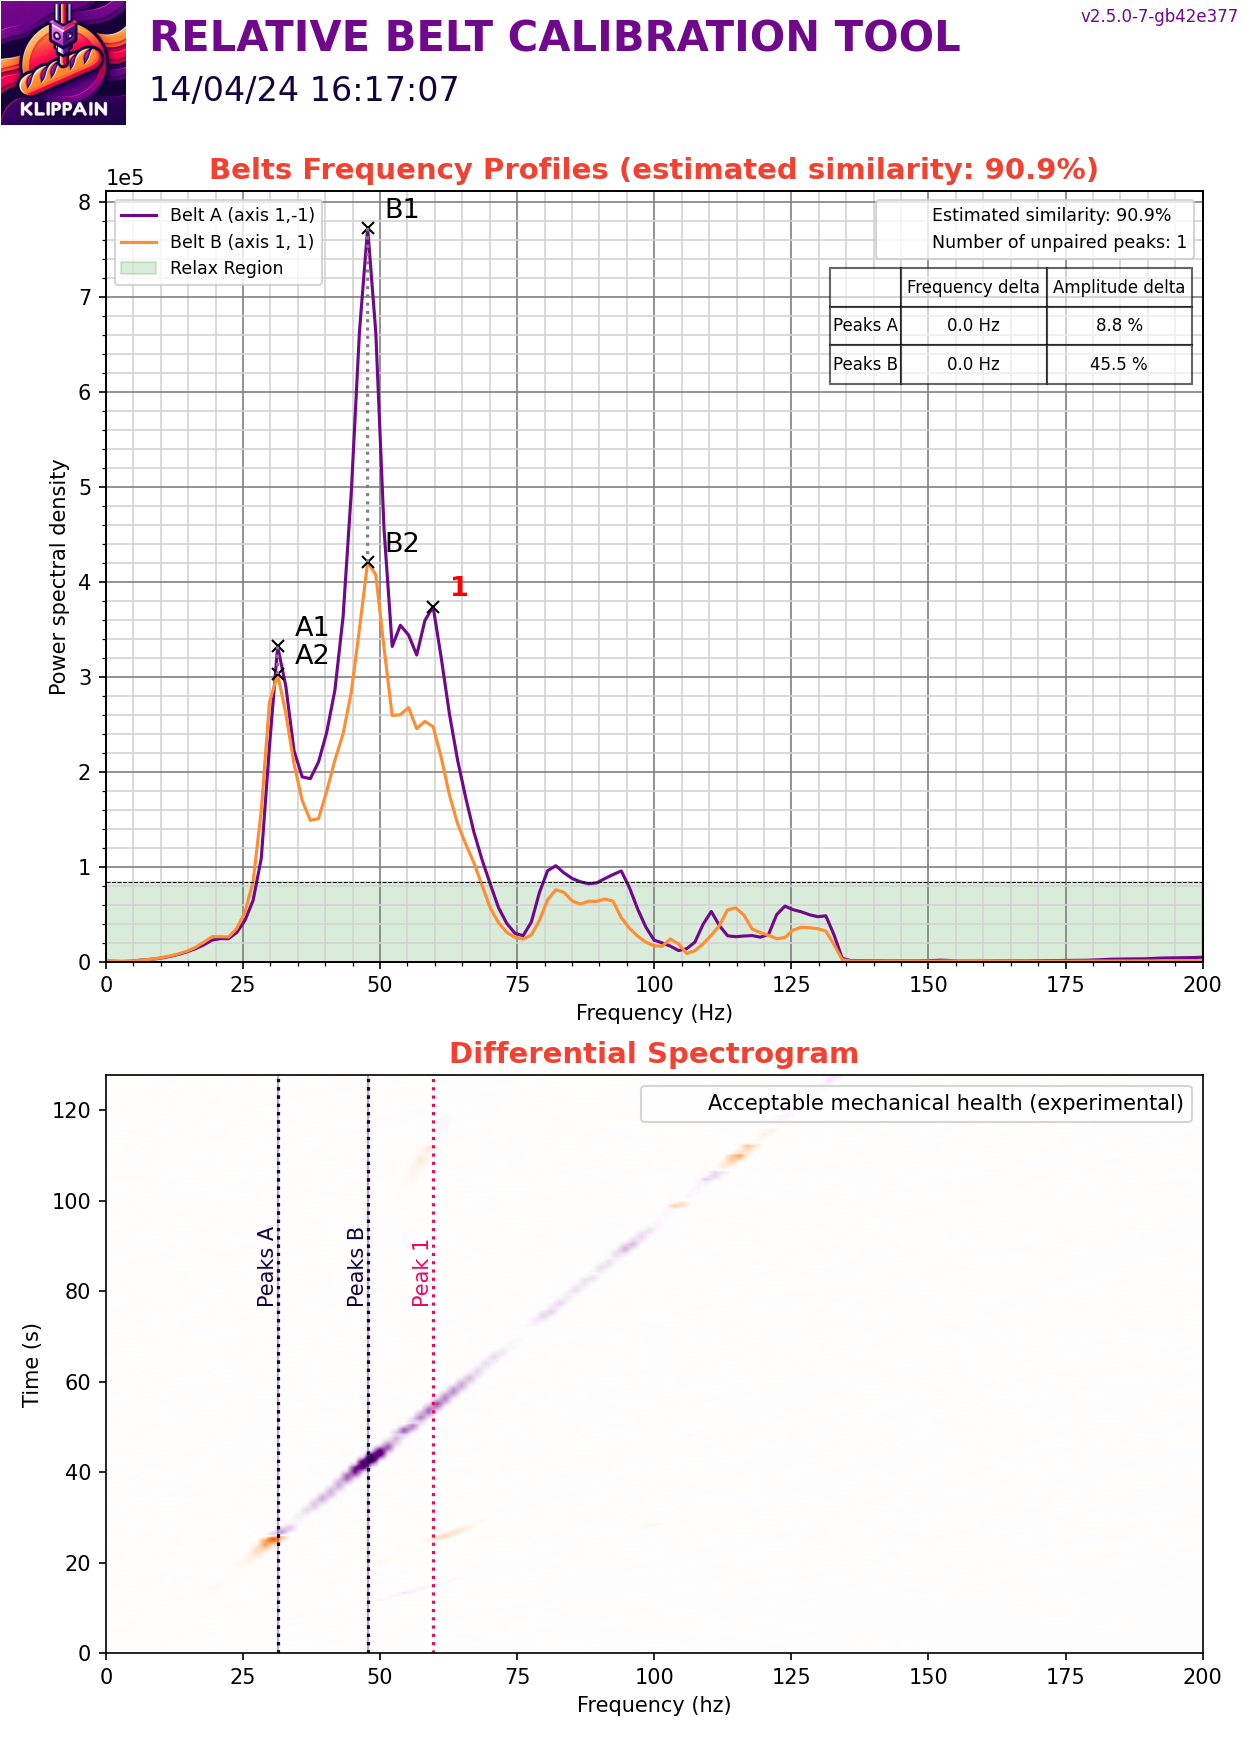 v2.5.0-7-gb42e377
RELATIVE BELT CALIBRATION TOOL
14/04/24 16:17:07
KLIPPAIN
Belts Frequency Profiles (estimated similarity: 90.9%)
1e5
Belt A (axis 1,-1)
Belt B (axis 1, 1)
Relax Region
Estimated similarity: 90.9%
Number of unpaired peaks: 1
Frequency delta Amplitude delta
Peaks A 0.0 Hz 8.8 %
Peaks B 0.0 Hz 45.5 %
B1
B2
1
A1
A2
8
7
6
5
4
3
2
1
0
Power spectral density
0 25 50 75 100 125 150 175 200
Frequency (Hz)
Differential Spectrogram
Acceptable mechanical health (experimental)
Peaks A
Peaks B
Peak 1
120
100
80
60
40
20
0
Time (s)
0 25 50 75 100 125 150 175 200
Frequency (hz)